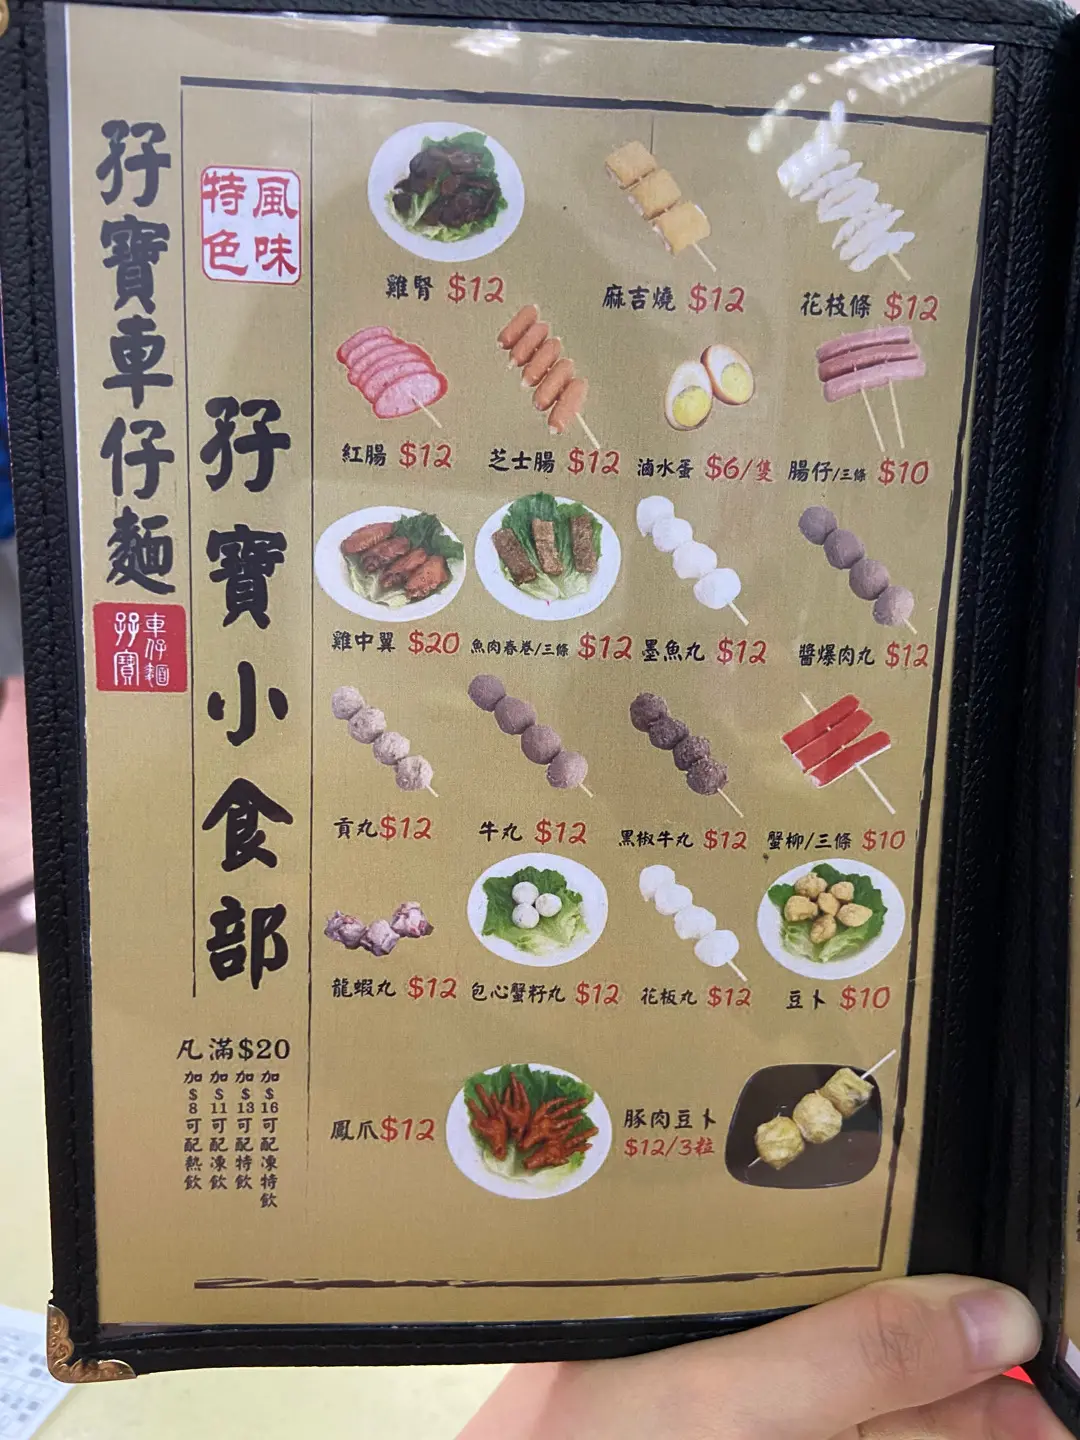 孖寶車仔麵
孖寶
車仔麵
風味
特色
孖寶小食部
雞腎 $12
麻吉燒 $12
花枝條 $12
紅腸 $12
芝士腸 $12
滷水蛋 $6/隻
腸仔/三條 $10
雞中翼 $20
魚肉春卷/三條 $12
墨魚丸 $12
醬爆肉丸 $12
貢丸$12
牛丸 $12
黑椒牛丸 $12
蟹柳/三條 $10
龍蝦丸 $12
包心蟹籽丸 $12
花板丸 $12
豆卜 $10
鳳爪$12
豚肉豆卜
$12/3粒
凡滿$20
加$16可配凍特飲
加$13可配特飲
加$11可配凍飲
加$8可配熱飲